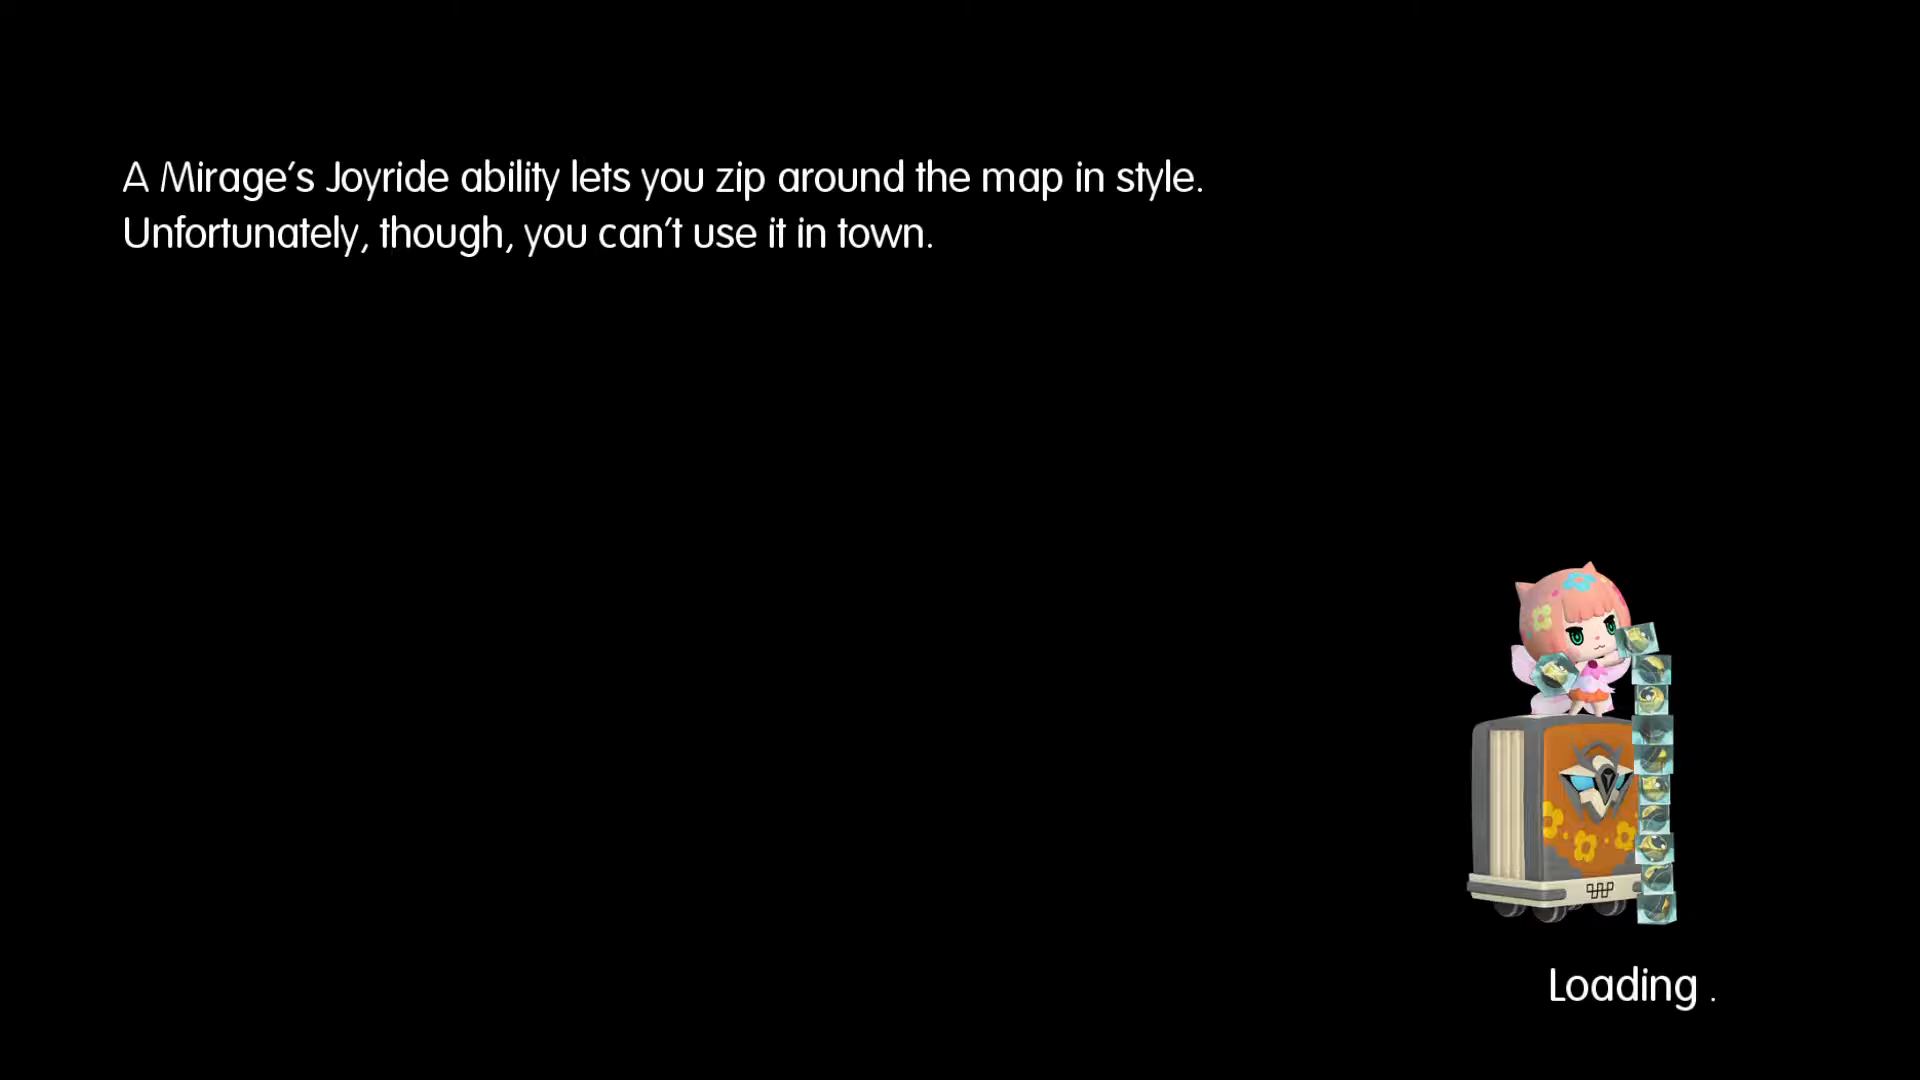 A Mirage's Joyride ability lets you zip around the map in style.
Unfortunately, though, you can't use it in town.
Loading .